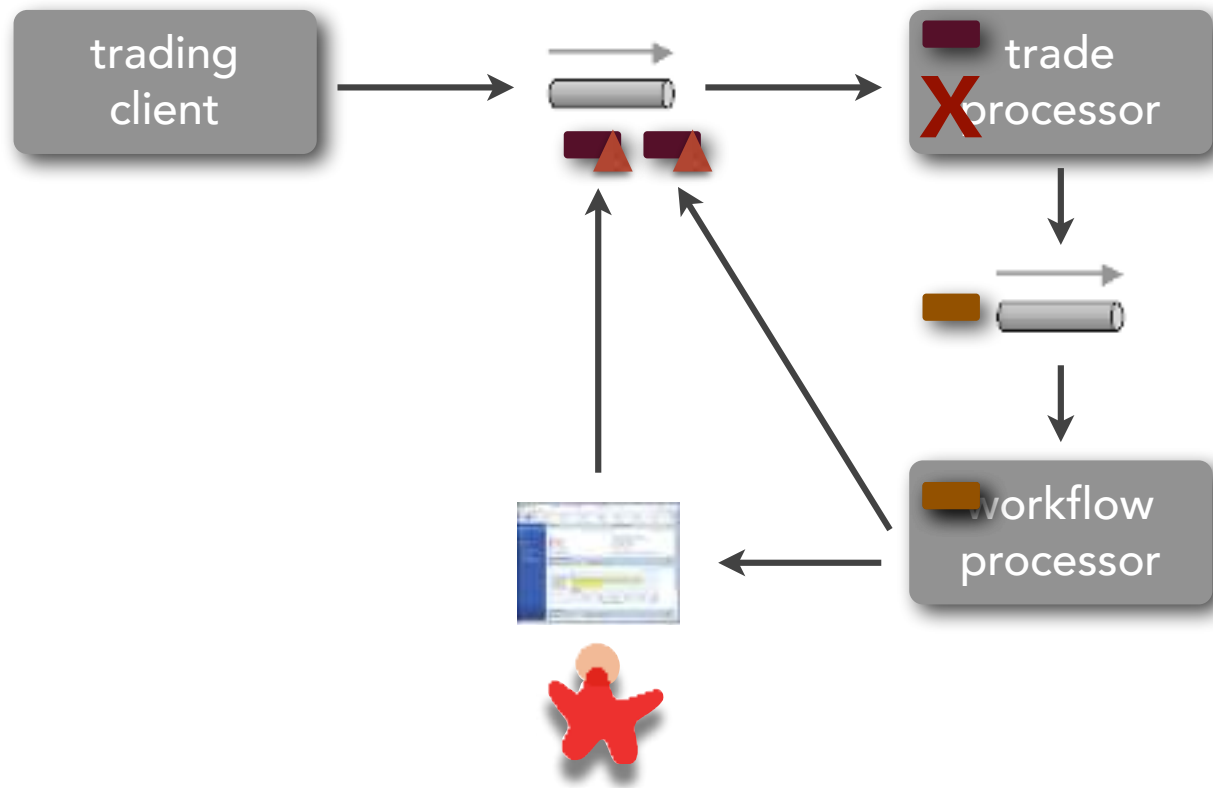 trading
client
trade
X
processor
workflow
processor